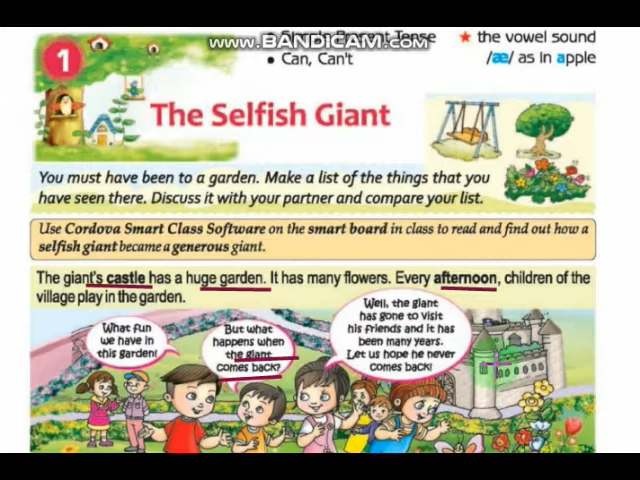 www.BANDICAM.com
• Simple Present Tense
★ the vowel sound
1
• Can, Can't
/æ/ as in apple
The Selfish Giant
You must have been to a garden. Make a list of the things that you
have seen there. Discuss it with your partner and compare your list.
Use Cordova Smart Class Software on the smart board in class to read and find out how a
selfish giant became a generous giant.
The giant's castle has a huge garden. It has many flowers. Every afternoon, children of the
village play in the garden.
What fun
we have in
this garden!
But what
happens when
the giant
comes back?
Well, the giant
has gone to visit
his friends and it has
been many years.
Let us hope he never
comes back!